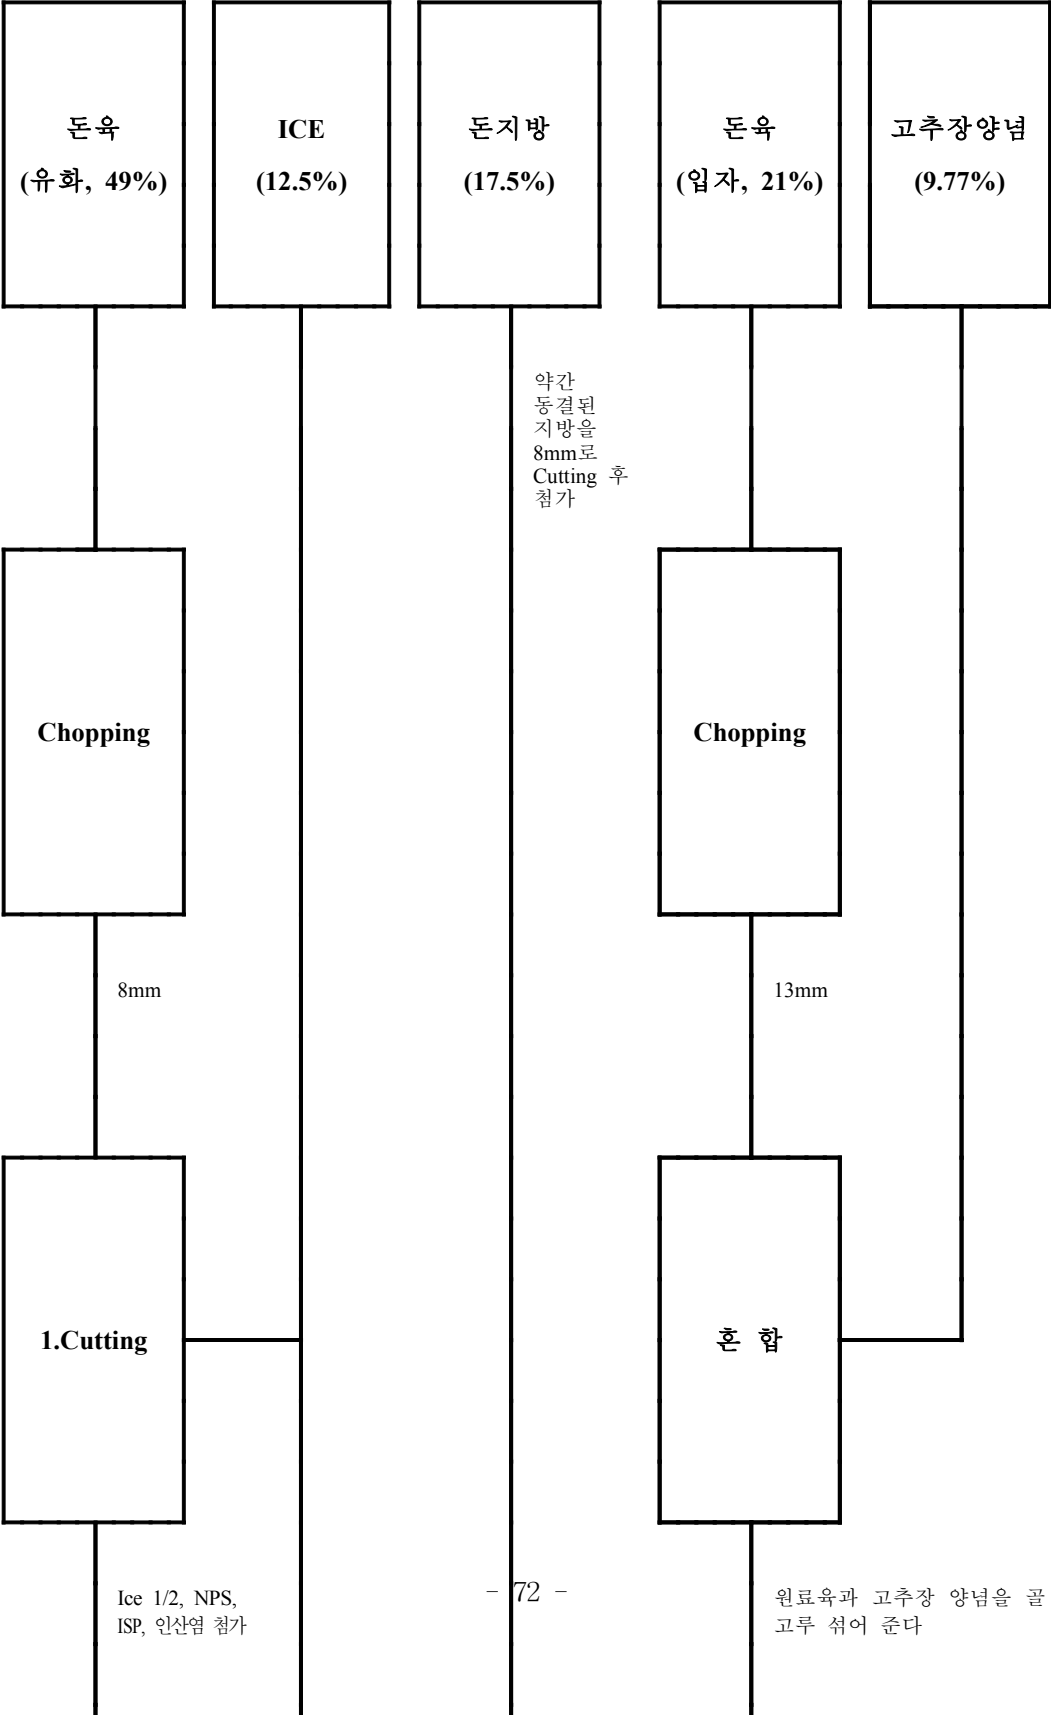 돈육
(유화, 49%)
ICE
(12.5%)
돈지방
(17.5%)
돈육
(입자, 21%)
고추장양념
(9.77%)
약간
동결된
지방을
8mm로
Cutting 후
첨가
Chopping
Chopping
8mm
13mm
1.Cutting
혼 합
Ice 1/2, NPS,
ISP, 인산염 첨가
원료육과 고추장 양념을 골
고루 섞어 준다
- 72 -